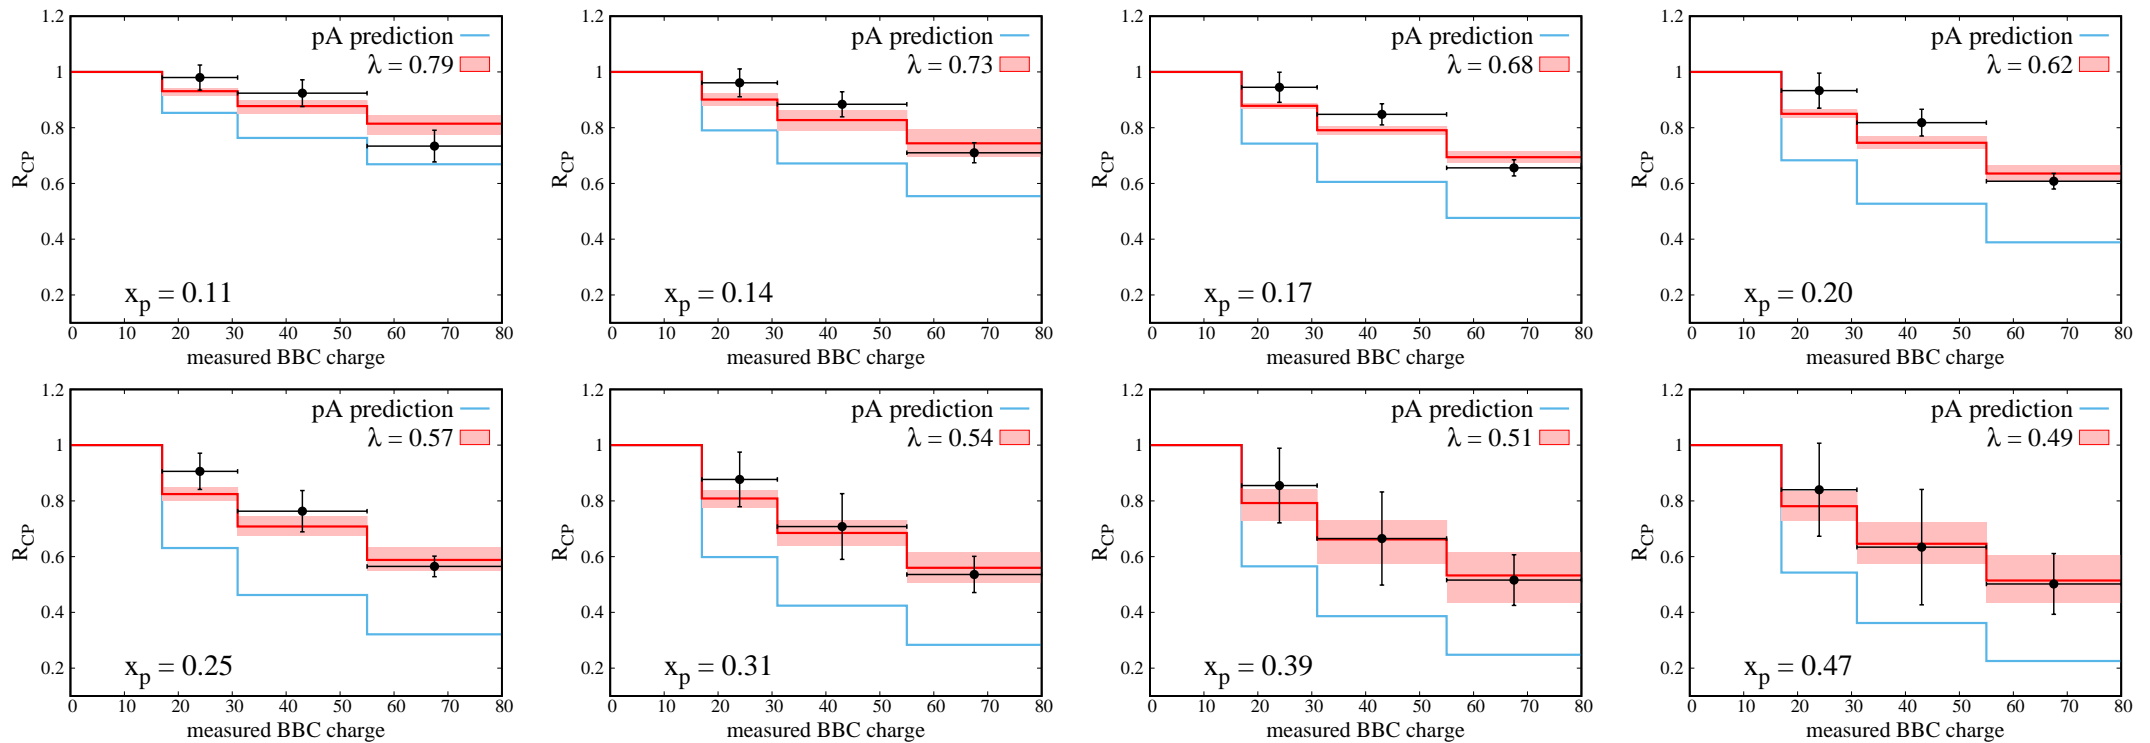 1.2
1
0.8
0.6
0.4
0.2
R_CP
pA prediction
λ = 0.79
x_p = 0.11
0 10 20 30 40 50 60 70 80
measured BBC charge
1.2
1
0.8
0.6
0.4
0.2
R_CP
pA prediction
λ = 0.73
x_p = 0.14
0 10 20 30 40 50 60 70 80
measured BBC charge
1.2
1
0.8
0.6
0.4
0.2
R_CP
pA prediction
λ = 0.68
x_p = 0.17
0 10 20 30 40 50 60 70 80
measured BBC charge
1.2
1
0.8
0.6
0.4
0.2
R_CP
pA prediction
λ = 0.62
x_p = 0.20
0 10 20 30 40 50 60 70 80
measured BBC charge
1.2
1
0.8
0.6
0.4
0.2
R_CP
pA prediction
λ = 0.57
x_p = 0.25
0 10 20 30 40 50 60 70 80
measured BBC charge
1.2
1
0.8
0.6
0.4
0.2
R_CP
pA prediction
λ = 0.54
x_p = 0.31
0 10 20 30 40 50 60 70 80
measured BBC charge
1.2
1
0.8
0.6
0.4
0.2
R_CP
pA prediction
λ = 0.51
x_p = 0.39
0 10 20 30 40 50 60 70 80
measured BBC charge
1.2
1
0.8
0.6
0.4
0.2
R_CP
pA prediction
λ = 0.49
x_p = 0.47
0 10 20 30 40 50 60 70 80
measured BBC charge